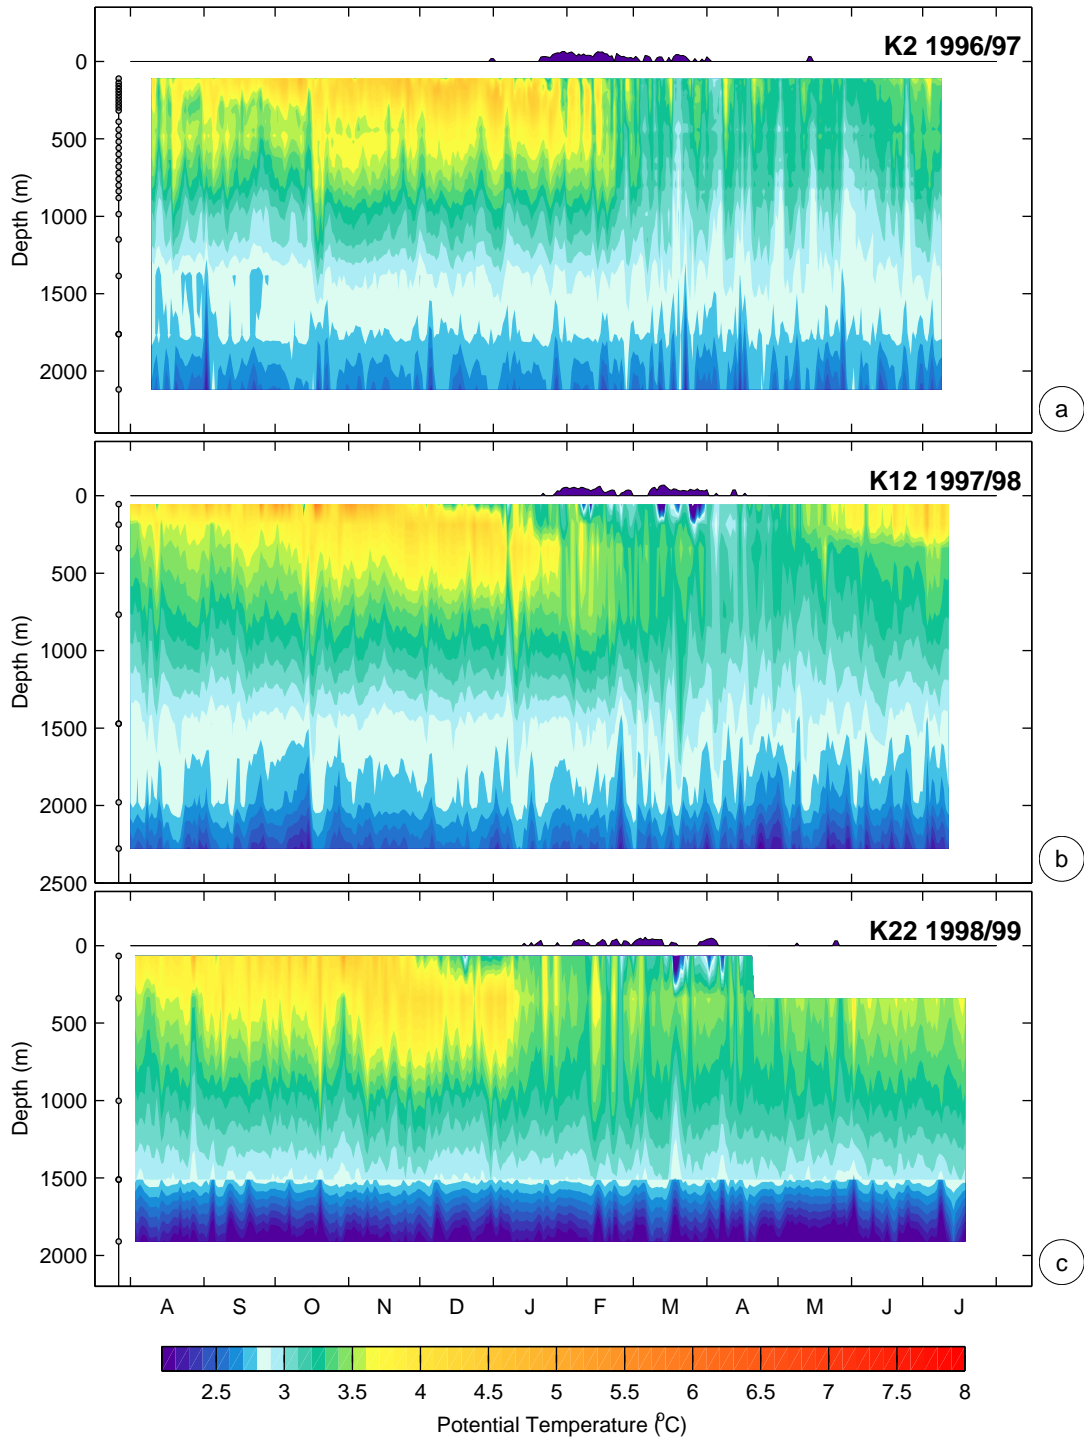 K2 1996/97
0
500
1000
1500
2000
Depth (m)
a
K12 1997/98
0
500
1000
1500
2000
2500
Depth (m)
b
K22 1998/99
0
500
1000
1500
2000
Depth (m)
c
A S O N D J F M A M J J
2.5 3 3.5 4 4.5 5 5.5 6 6.5 7 7.5 8
Potential Temperature (°C)